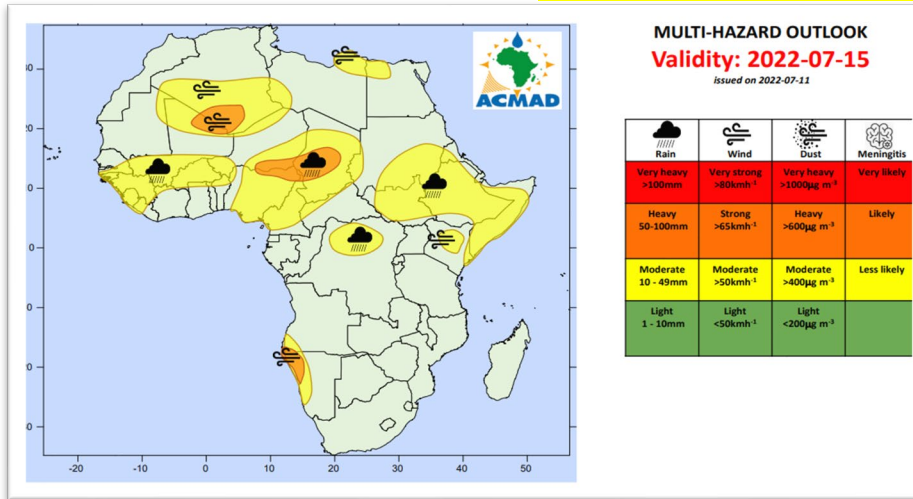 MULTI-HAZARD OUTLOOK
Validity: 2022-07-15
issued on 2022-07-11
ACMAD
30
20
10
0
10
20
30
-20
-10
0
10
20
30
40
50
Rain
Wind
Dust
Meningitis
Very heavy
>100mm
Very strong
>80kmh⁻¹
Very heavy
>1000µg m⁻³
Very likely
Heavy
50-100mm
Strong
>65kmh⁻¹
Heavy
>600µg m⁻³
Likely
Moderate
10 - 49mm
Moderate
>50kmh⁻¹
Moderate
>400µg m⁻³
Less likely
Light
1 - 10mm
Light
<50kmh⁻¹
Light
<200µg m⁻³